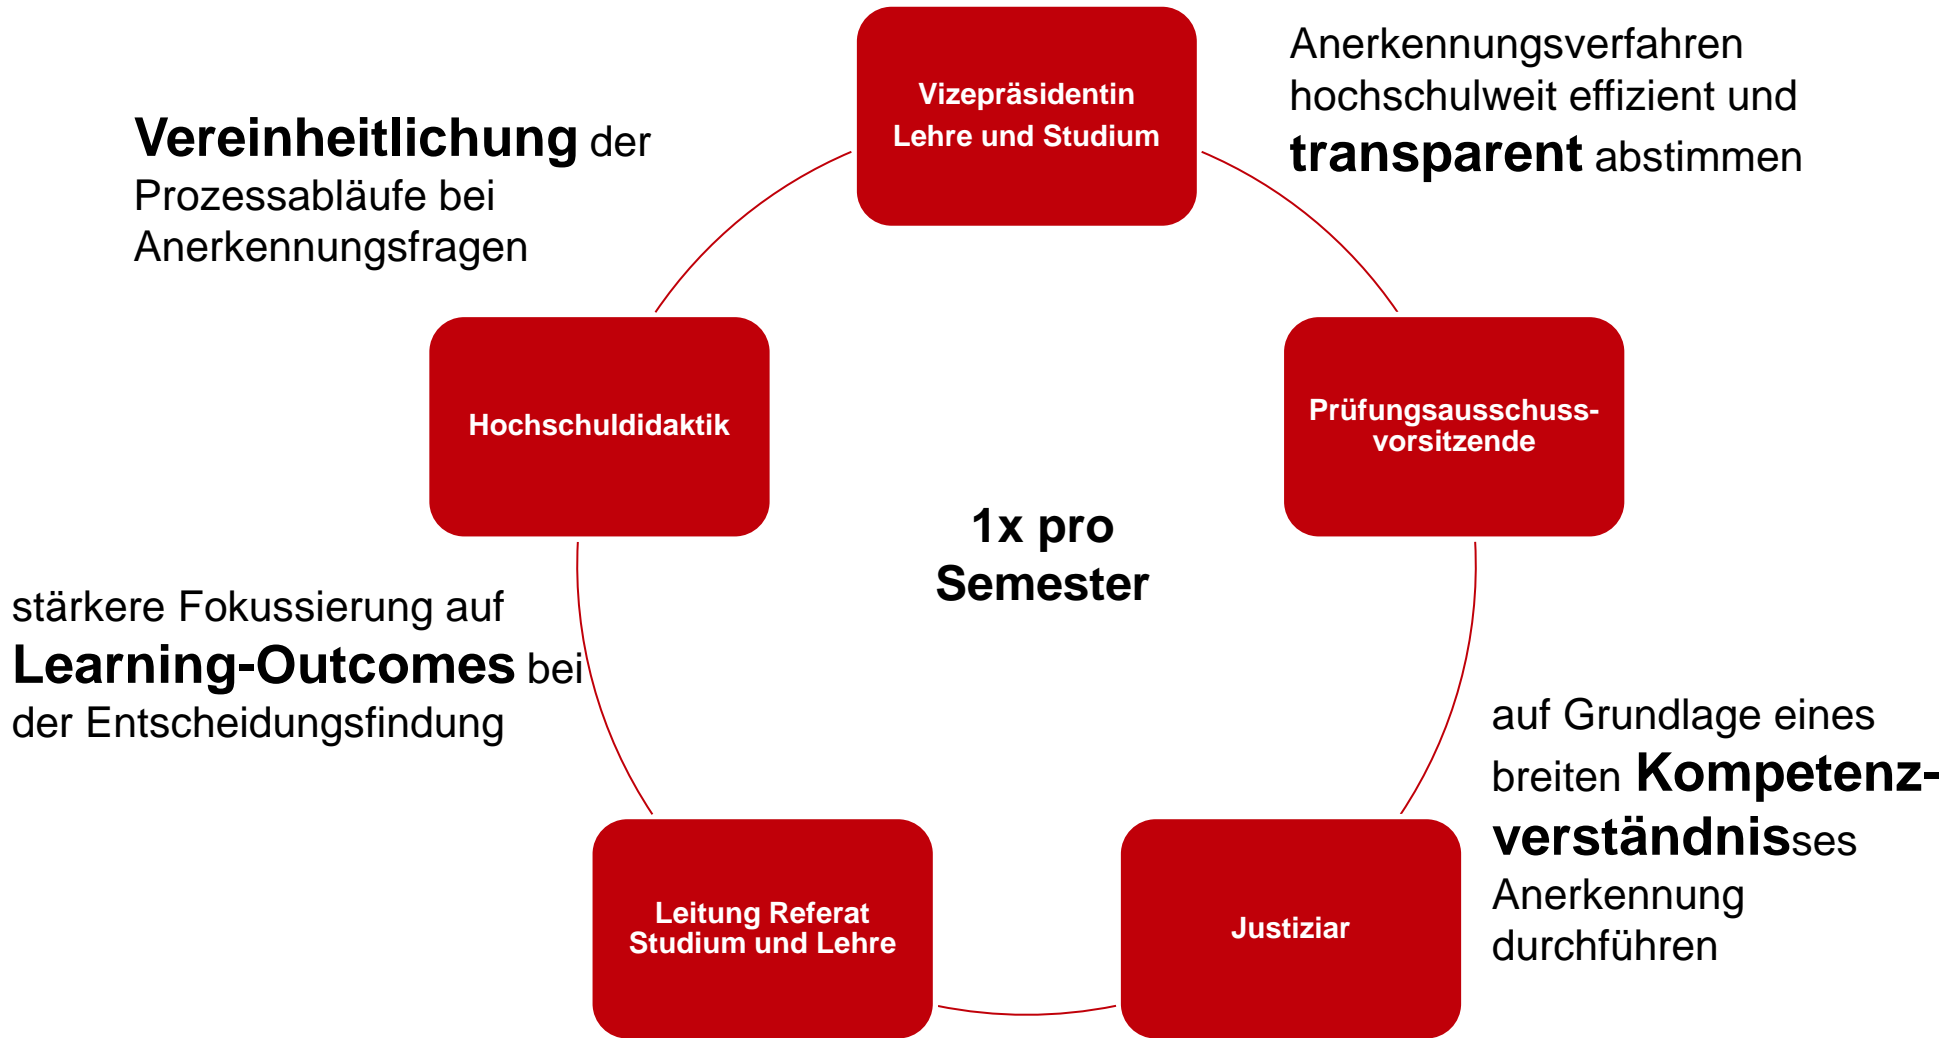 Vizepräsidentin
Lehre und Studium
Anerkennungsverfahren
hochschulweit effizient und
transparent abstimmen
Vereinheitlichung der
Prozessabläufe bei
Anerkennungsfragen
Hochschuldidaktik
Prüfungsausschuss-
vorsitzende
1x pro
Semester
stärkere Fokussierung auf
Learning-Outcomes bei
der Entscheidungsfindung
auf Grundlage eines
breiten Kompetenz-
verständnisses
Anerkennung
durchführen
Leitung Referat
Studium und Lehre
Justiziar